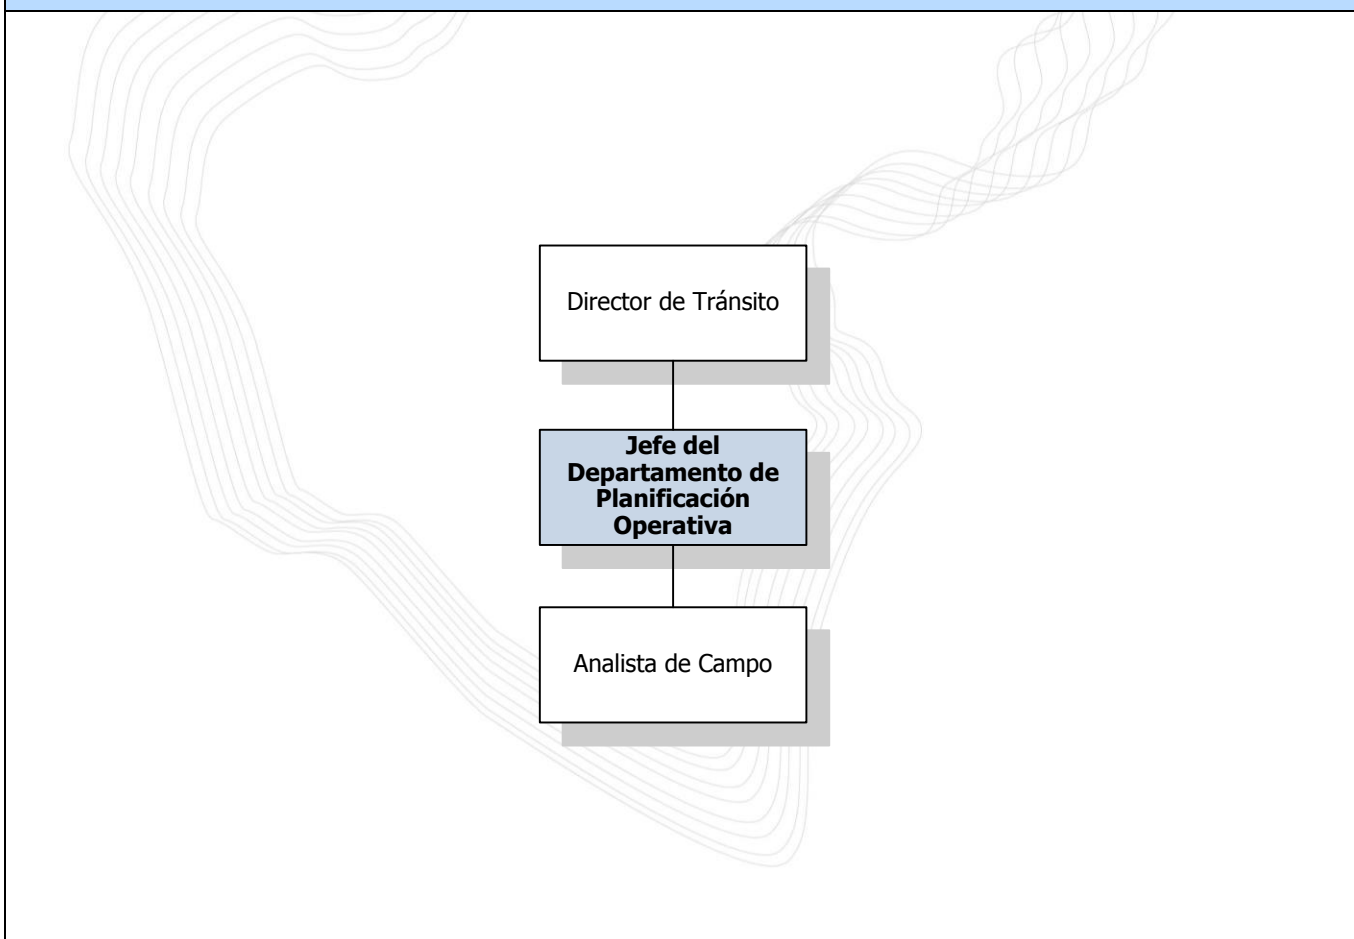 Director de Tránsito
Jefe del
Departamento de
Planificación
Operativa
Analista de Campo